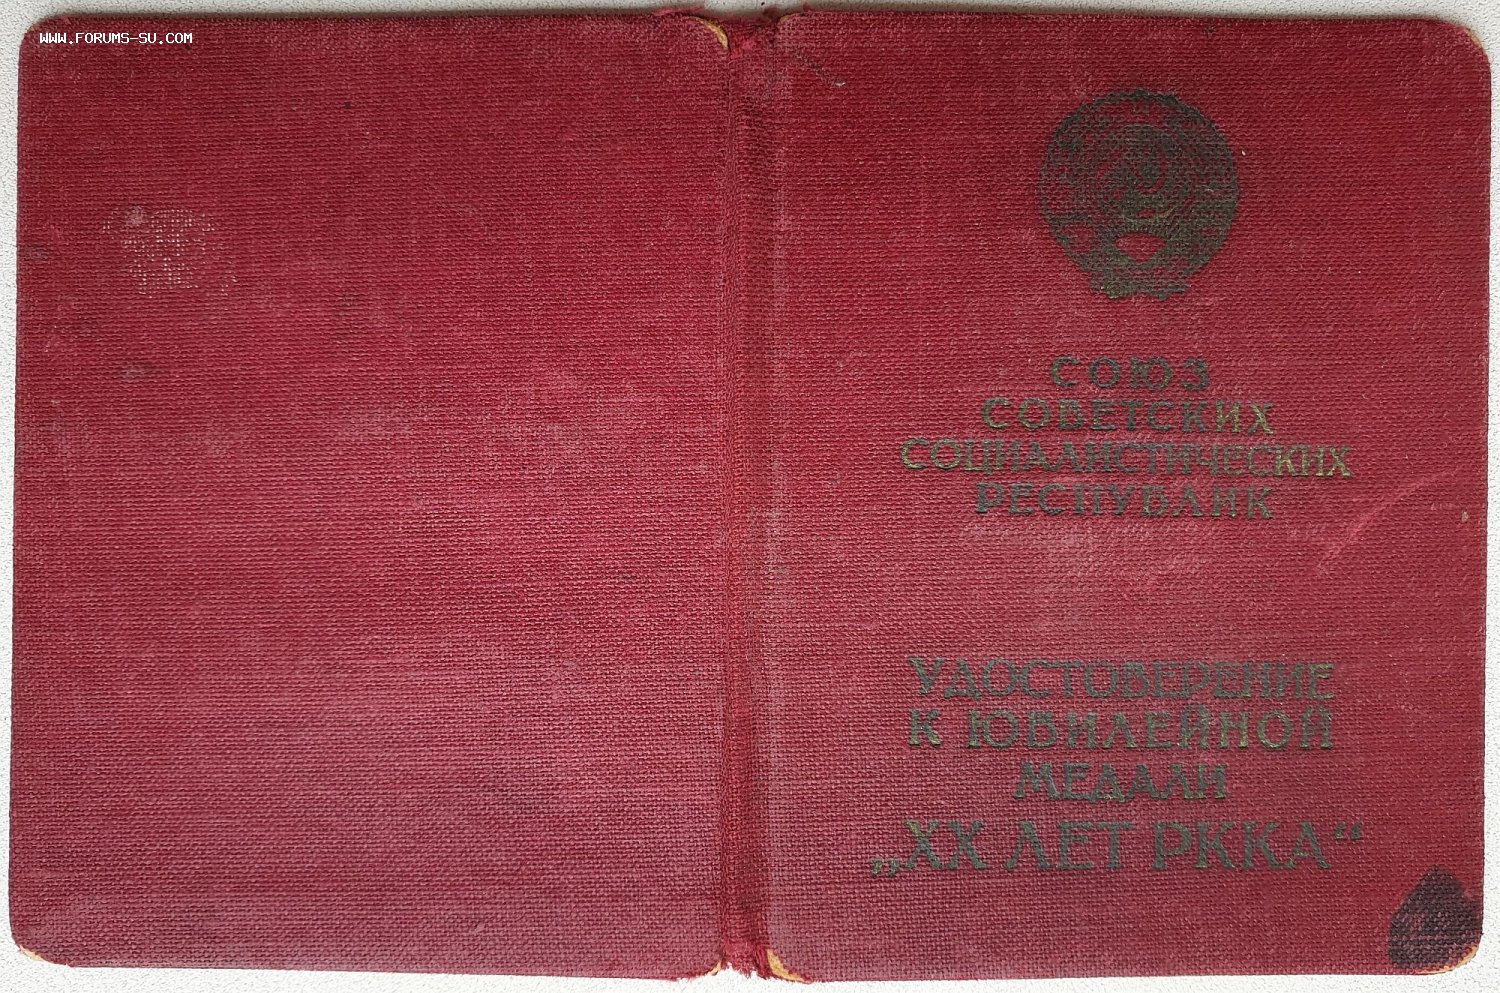 WWW.FORUMS-SU.COM
СОЮЗ
СОВЕТСКИХ
СОЦИАЛИСТИЧЕСКИХ
РЕСПУБЛИК
УДОСТОВЕРЕНИЕ
К ЮБИЛЕЙНОЙ
МЕДАЛИ
„XX ЛЕТ РККА“